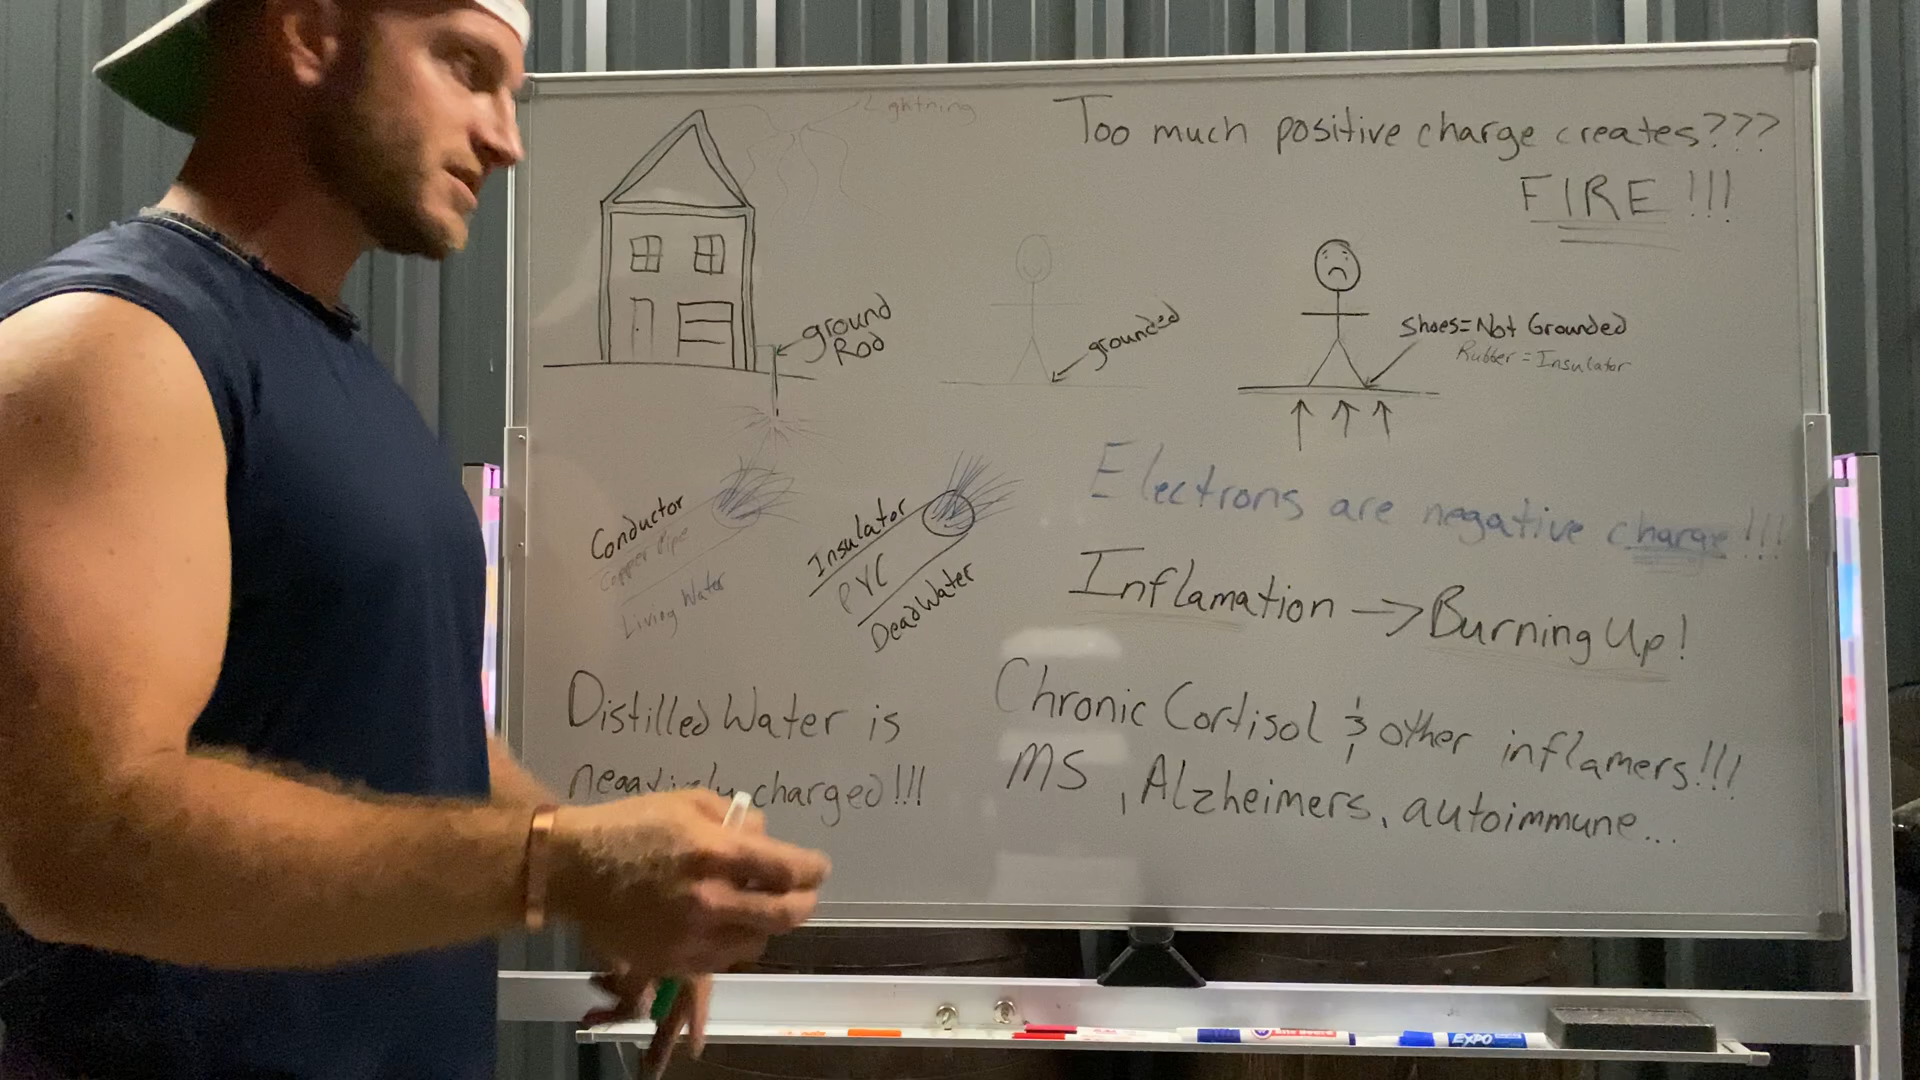 Lightning
Too much positive charge creates???
FIRE!!!
ground
Rod
grounded
Shoes=Not Grounded
Rubber = Insulator
Electrons are negative charge!!!
Conductor
Copper Pipe
Living Water
Insulator
PVC
Dead Water
Inflamation → Burning Up!
Distilled Water is
negatively charged!!!
Chronic Cortisol & other inflamers!!!
MS, Alzheimers, autoimmune...
EXPO